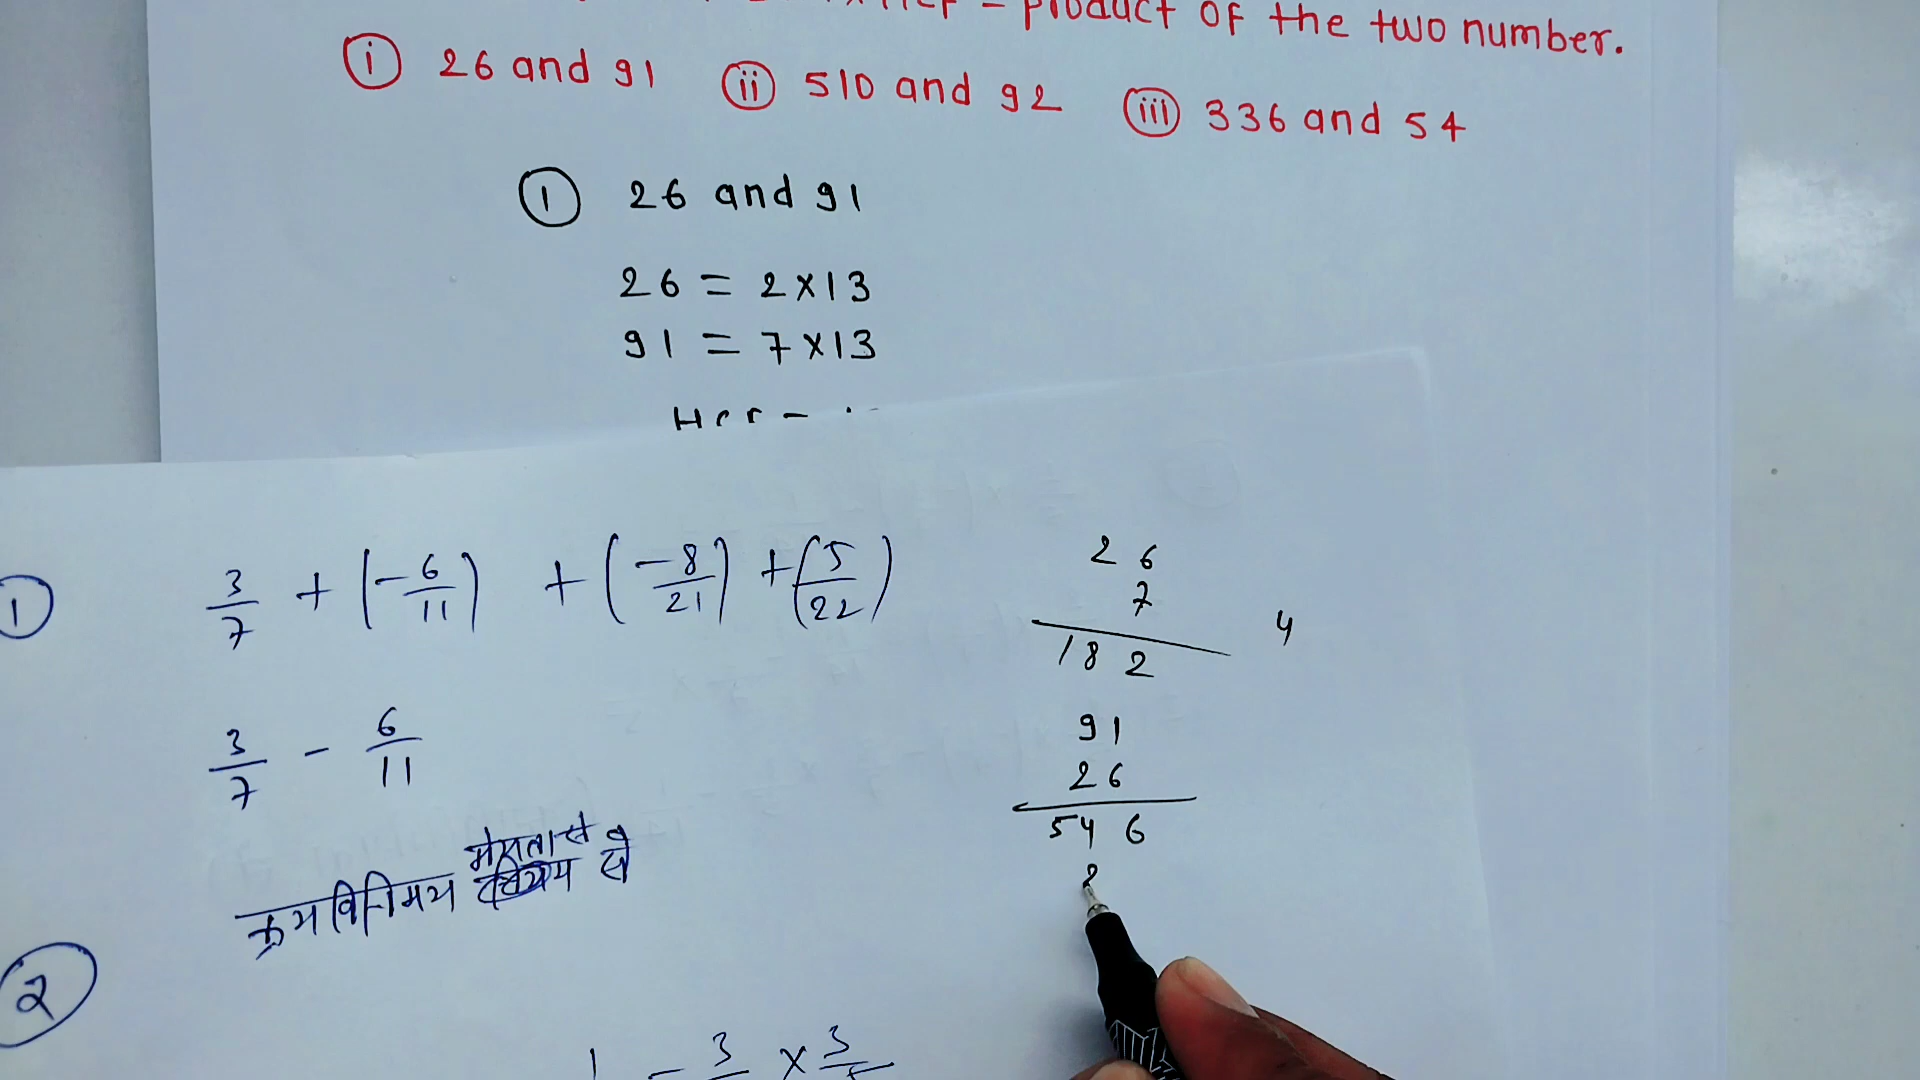 product of the two number.
(i) 26 and 91 (ii) 510 and 92 (iii) 336 and 54
(1) 26 and 91
26 = 2×13
91 = 7×13
(1) 3/7 + (-6/11) + (-8/21) + (5/22)
3/7 - 6/11
क्रमविनिमय
से
(2)
3 × 3
26
7
182
4
91
26
546